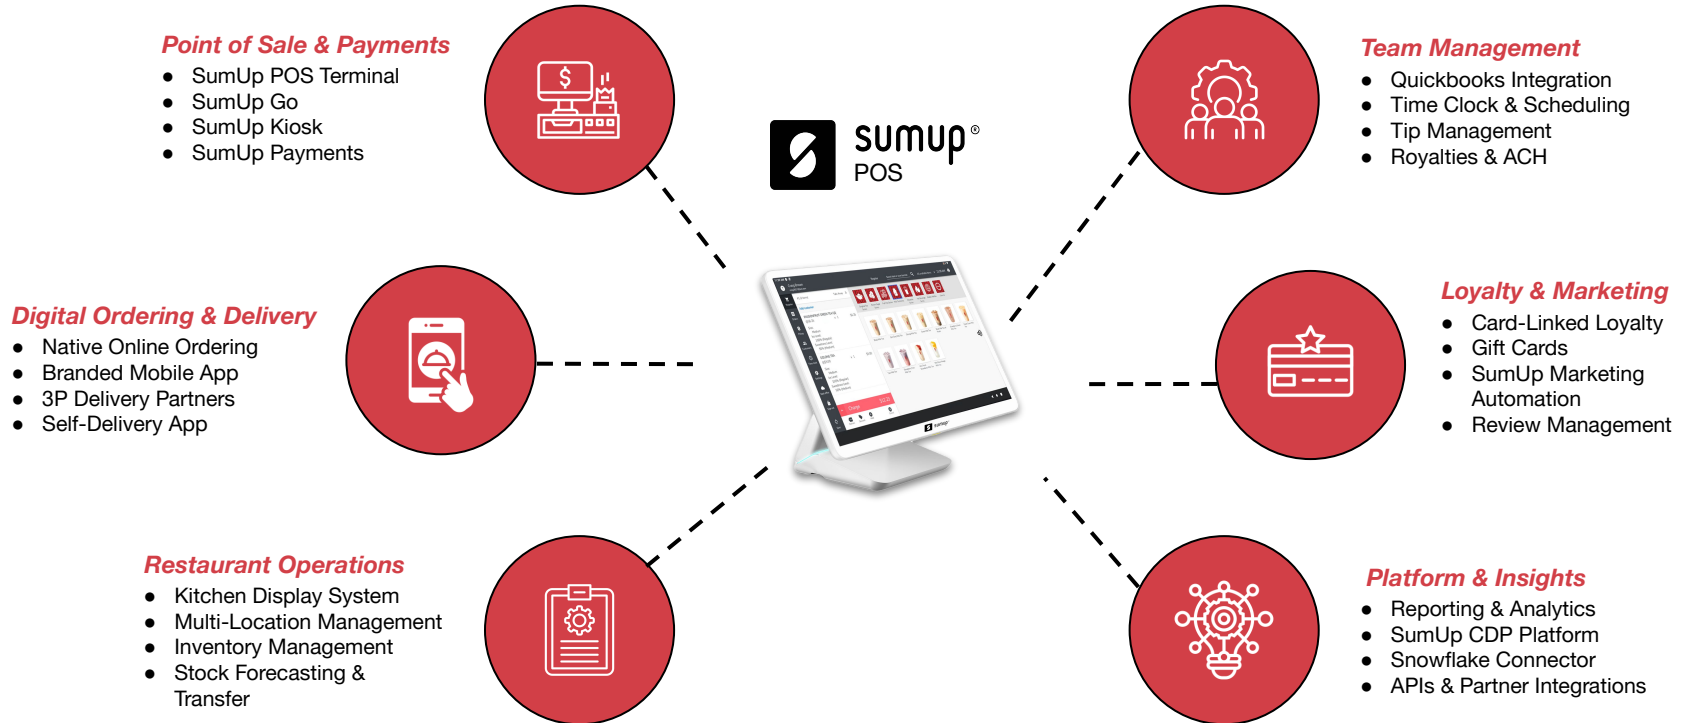 Point of Sale & Payments
● SumUp POS Terminal
● SumUp Go
● SumUp Kiosk
● SumUp Payments
Digital Ordering & Delivery
● Native Online Ordering
● Branded Mobile App
● 3P Delivery Partners
● Self-Delivery App
Restaurant Operations
● Kitchen Display System
● Multi-Location Management
● Inventory Management
● Stock Forecasting &
Transfer
$
sumup®
POS
Charge
sumup
Team Management
● Quickbooks Integration
● Time Clock & Scheduling
● Tip Management
● Royalties & ACH
Loyalty & Marketing
● Card-Linked Loyalty
● Gift Cards
● SumUp Marketing
Automation
● Review Management
Platform & Insights
● Reporting & Analytics
● SumUp CDP Platform
● Snowflake Connector
● APIs & Partner Integrations